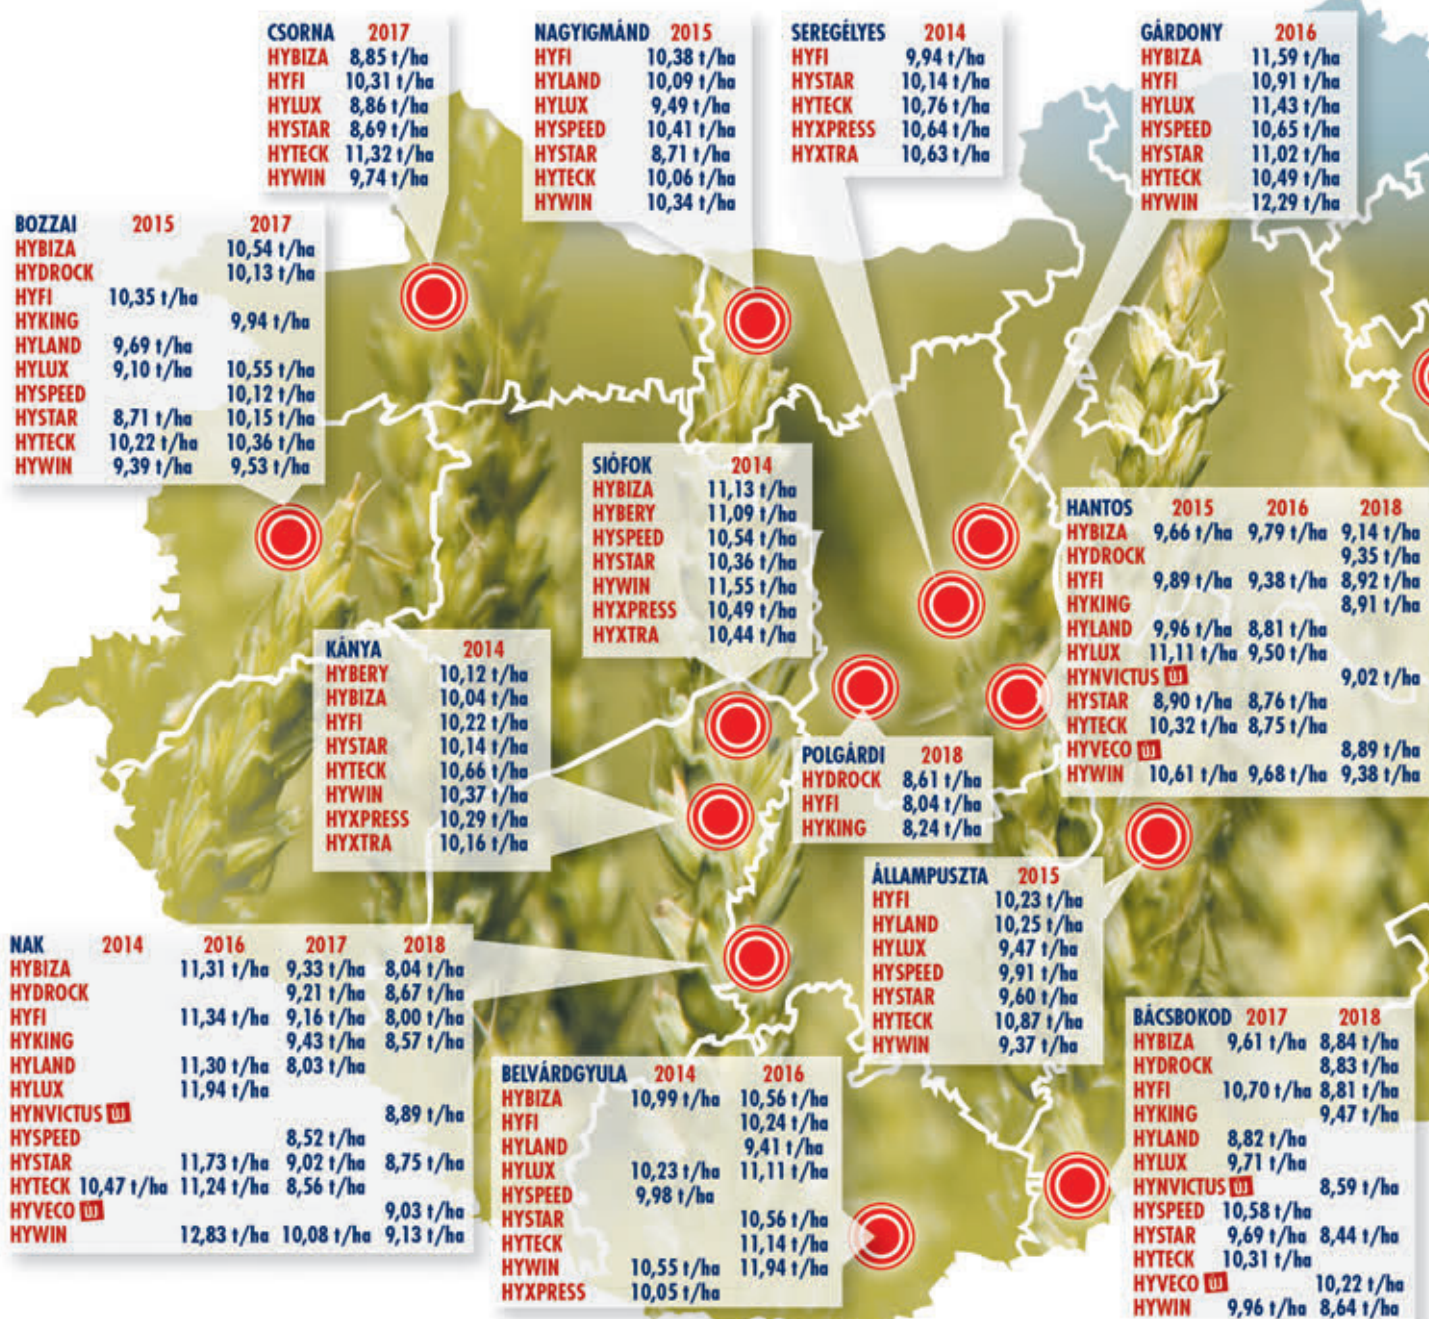 CSORNA 2017
HYBIZA 8,85 t/ha
HYFI 10,31 t/ha
HYLUX 8,86 t/ha
HYSTAR 8,69 t/ha
HYTECK 11,32 t/ha
HYWIN 9,74 t/ha
NAGYIGMÁND 2015
HYFI 10,38 t/ha
HYLAND 10,09 t/ha
HYLUX 9,49 t/ha
HYSPEED 10,41 t/ha
HYSTAR 8,71 t/ha
HYTECK 10,06 t/ha
HYWIN 10,34 t/ha
SEREGÉLYES 2014
HYFI 9,94 t/ha
HYSTAR 10,14 t/ha
HYTECK 10,76 t/ha
HYXPRESS 10,64 t/ha
HYXTRA 10,63 t/ha
GÁRDONY 2016
HYBIZA 11,59 t/ha
HYFI 10,91 t/ha
HYLUX 11,43 t/ha
HYSPEED 10,65 t/ha
HYSTAR 11,02 t/ha
HYTECK 10,49 t/ha
HYWIN 12,29 t/ha
BOZZAI 2015 2017
HYBIZA 10,54 t/ha
HYDROCK 10,13 t/ha
HYFI 10,35 t/ha
HYKING 9,94 t/ha
HYLAND 9,69 t/ha
HYLUX 9,10 t/ha 10,55 t/ha
HYSPEED 10,12 t/ha
HYSTAR 8,71 t/ha 10,15 t/ha
HYTECK 10,22 t/ha 10,36 t/ha
HYWIN 9,39 t/ha 9,53 t/ha
SIÓFOK 2014
HYBIZA 11,13 t/ha
HYBERY 11,09 t/ha
HYSPEED 10,54 t/ha
HYSTAR 10,36 t/ha
HYWIN 11,55 t/ha
HYXPRESS 10,49 t/ha
HYXTRA 10,44 t/ha
HANTOS 2015 2016 2018
HYBIZA 9,66 t/ha 9,79 t/ha 9,14 t/ha
HYDROCK 9,35 t/ha
HYFI 9,89 t/ha 9,38 t/ha 8,92 t/ha
HYKING 8,91 t/ha
HYLAND 9,96 t/ha 8,81 t/ha
HYLUX 11,11 t/ha 9,50 t/ha
HYNVICTUS ÚJ 9,02 t/ha
HYSTAR 8,90 t/ha 8,76 t/ha
HYTECK 10,32 t/ha 8,75 t/ha
HYVECO ÚJ 8,89 t/ha
HYWIN 10,61 t/ha 9,68 t/ha 9,38 t/ha
KÁNYA 2014
HYBERY 10,12 t/ha
HYBIZA 10,04 t/ha
HYFI 10,22 t/ha
HYSTAR 10,14 t/ha
HYTECK 10,66 t/ha
HYWIN 10,37 t/ha
HYXPRESS 10,29 t/ha
HYXTRA 10,16 t/ha
POLGÁRDI 2018
HYDROCK 8,61 t/ha
HYFI 8,04 t/ha
HYKING 8,24 t/ha
ÁLLAMPUSZTA 2015
HYFI 10,23 t/ha
HYLAND 10,25 t/ha
HYLUX 9,47 t/ha
HYSPEED 9,91 t/ha
HYSTAR 9,60 t/ha
HYTECK 10,87 t/ha
HYWIN 9,37 t/ha
NAK 2014 2016 2017 2018
HYBIZA 11,31 t/ha 9,33 t/ha 8,04 t/ha
HYDROCK 9,21 t/ha 8,67 t/ha
HYFI 11,34 t/ha 9,16 t/ha 8,00 t/ha
HYKING 9,43 t/ha 8,57 t/ha
HYLAND 11,30 t/ha 8,03 t/ha
HYLUX 11,94 t/ha
HYNVICTUS ÚJ 8,89 t/ha
HYSPEED 8,52 t/ha
HYSTAR 11,73 t/ha 9,02 t/ha 8,75 t/ha
HYTECK 10,47 t/ha 11,24 t/ha 8,56 t/ha
HYVECO ÚJ 9,03 t/ha
HYWIN 12,83 t/ha 10,08 t/ha 9,13 t/ha
BELVÁRDGYULA 2014 2016
HYBIZA 10,99 t/ha 10,56 t/ha
HYFI 10,24 t/ha
HYLAND 9,41 t/ha
HYLUX 10,23 t/ha 11,11 t/ha
HYSPEED 9,98 t/ha
HYSTAR 10,56 t/ha
HYTECK 11,14 t/ha
HYWIN 10,55 t/ha 11,94 t/ha
HYXPRESS 10,05 t/ha
BÁCSBOKOD 2017 2018
HYBIZA 9,61 t/ha 8,84 t/ha
HYDROCK 8,83 t/ha
HYFI 10,70 t/ha 8,81 t/ha
HYKING 9,47 t/ha
HYLAND 8,82 t/ha
HYLUX 9,71 t/ha
HYNVICTUS ÚJ 8,59 t/ha
HYSPEED 10,58 t/ha
HYSTAR 9,69 t/ha 8,44 t/ha
HYTECK 10,31 t/ha
HYVECO ÚJ 10,22 t/ha
HYWIN 9,96 t/ha 8,64 t/ha